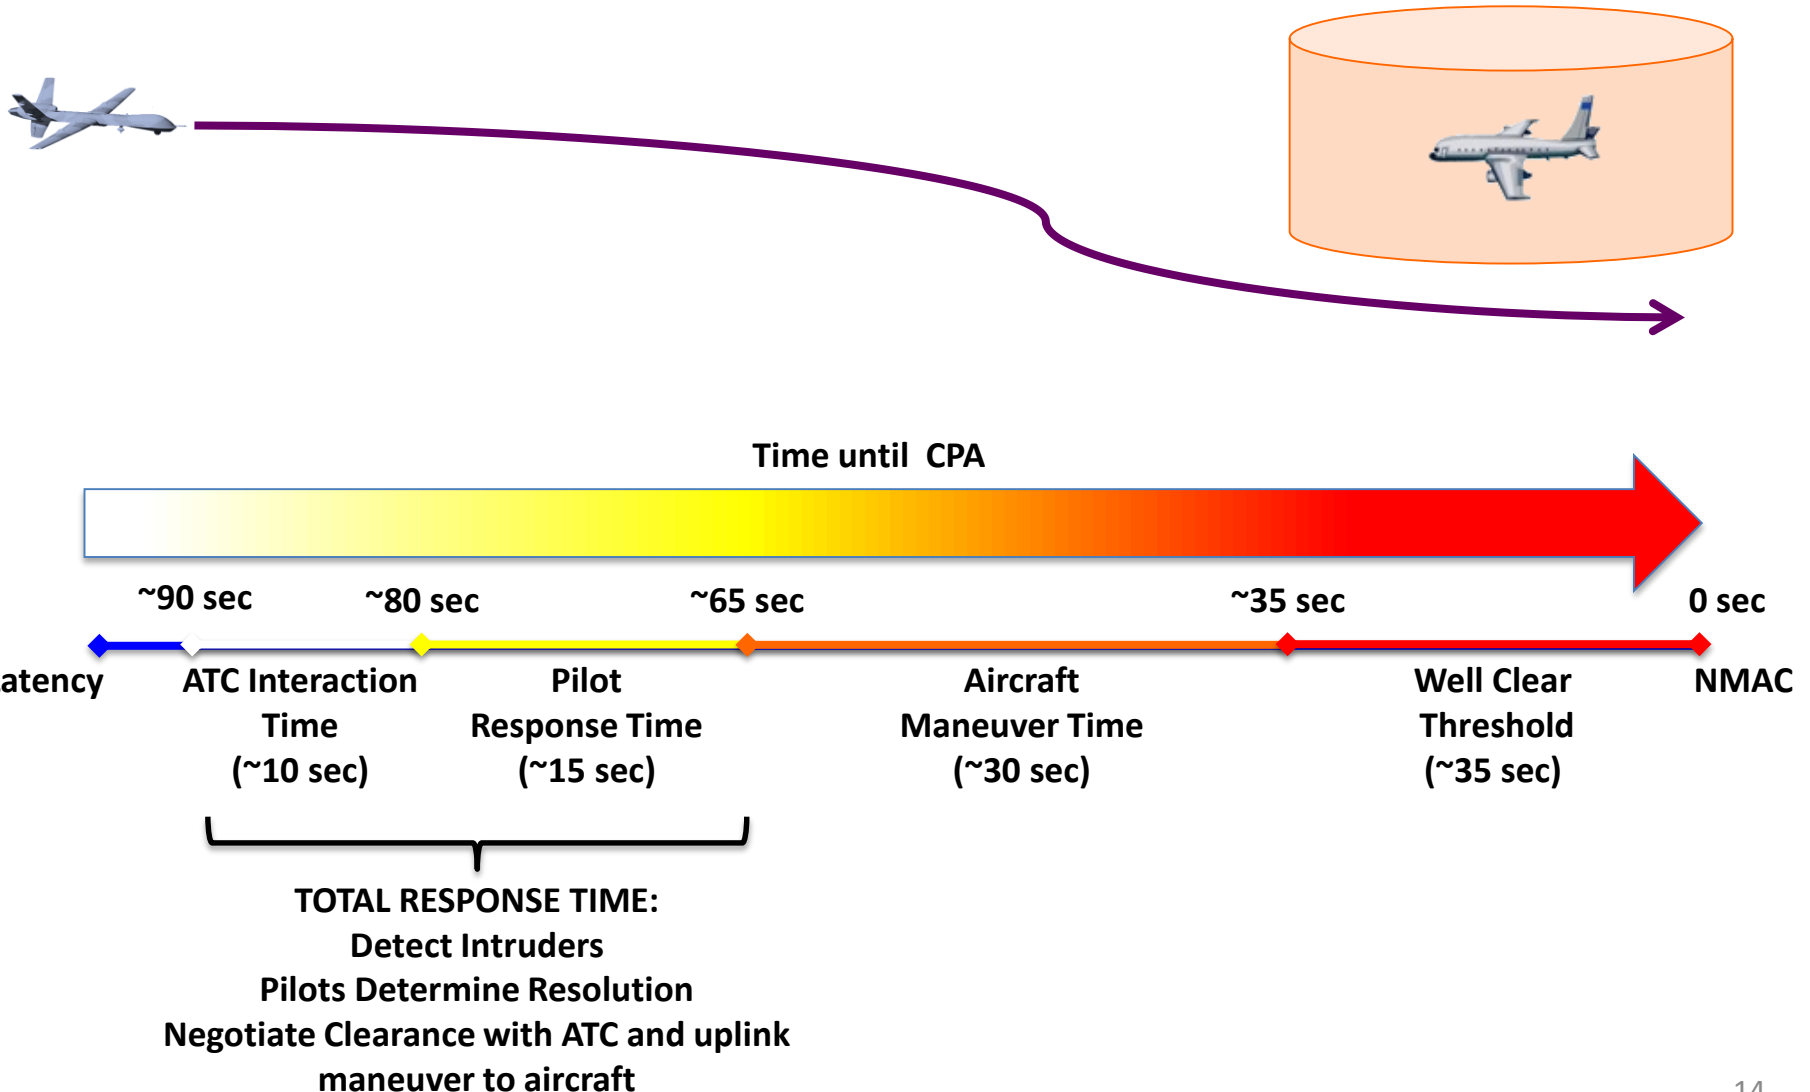 Time until CPA
~90 sec ~80 sec ~65 sec ~35 sec 0 sec
atency ATC Interaction Pilot Aircraft Well Clear NMAC
Time Response Time Maneuver Time Threshold
(~10 sec) (~15 sec) (~30 sec) (~35 sec)
TOTAL RESPONSE TIME:
Detect Intruders
Pilots Determine Resolution
Negotiate Clearance with ATC and uplink
maneuver to aircraft
14